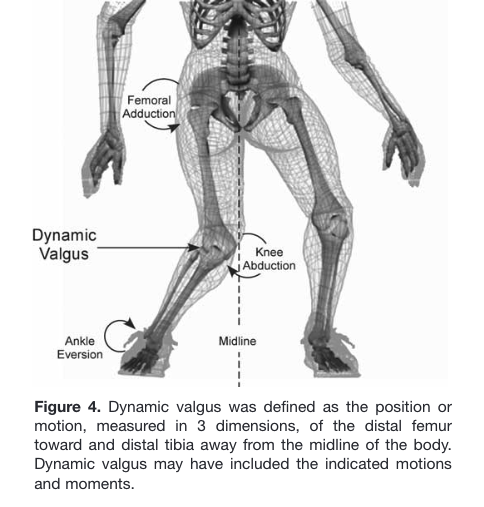 Femoral
Adduction
Dynamic
Valgus
Knee
Abduction
Ankle
Eversion
Midline
Figure 4. Dynamic valgus was defined as the position or
motion, measured in 3 dimensions, of the distal femur
toward and distal tibia away from the midline of the body.
Dynamic valgus may have included the indicated motions
and moments.